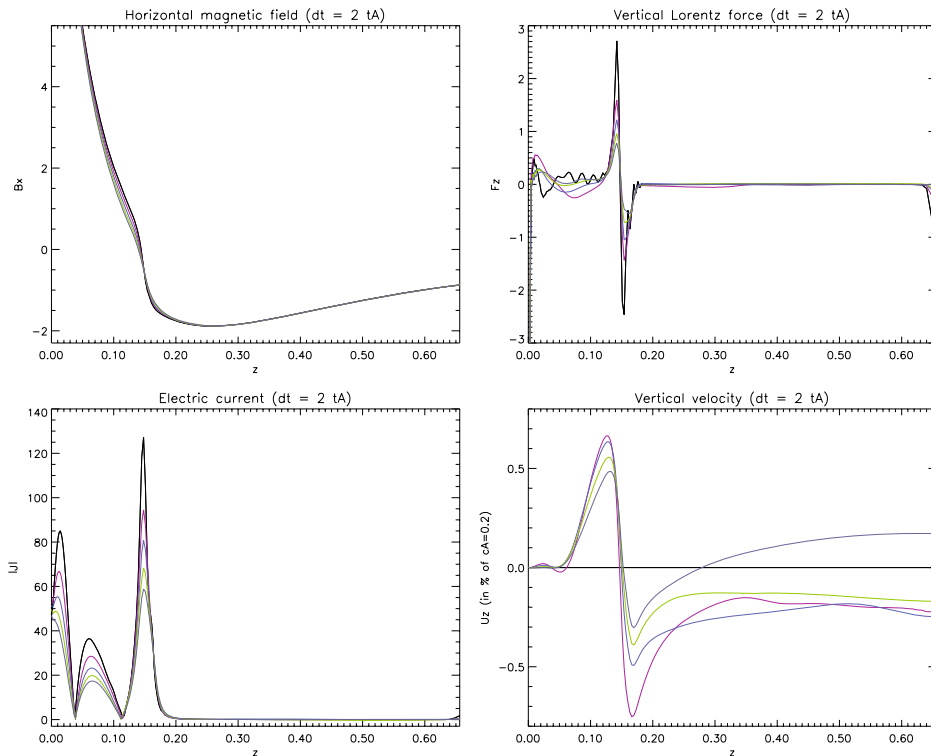 Horizontal magnetic field (dt = 2 tA)
Bx
4
2
0
−2
0.00 0.10 0.20 0.30 0.40 0.50 0.60
z
Vertical Lorentz force (dt = 2 tA)
Fz
3
2
1
0
−1
−2
−3
0.00 0.10 0.20 0.30 0.40 0.50 0.60
z
Electric current (dt = 2 tA)
|J|
140
120
100
80
60
40
20
0
0.00 0.10 0.20 0.30 0.40 0.50 0.60
z
Vertical velocity (dt = 2 tA)
Uz (in % of cA=0.2)
0.5
0.0
−0.5
0.00 0.10 0.20 0.30 0.40 0.50 0.60
z